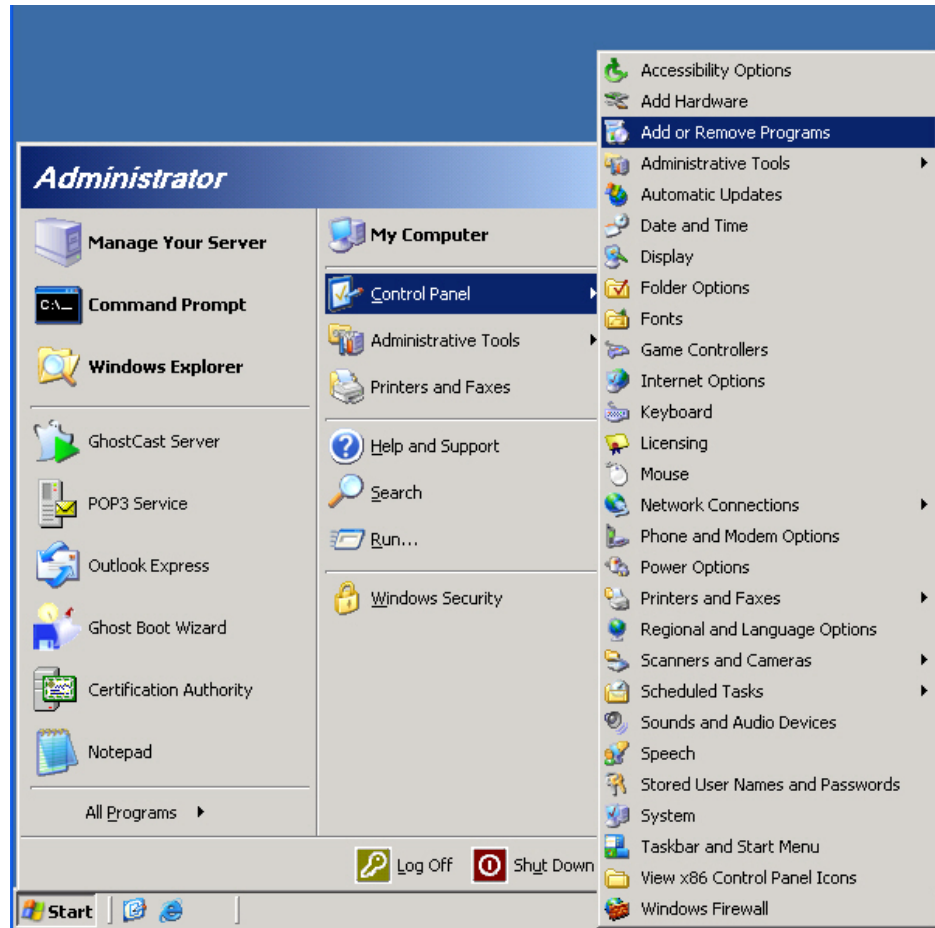 Administrator
Manage Your Server
Command Prompt
Windows Explorer
GhostCast Server
POP3 Service
Outlook Express
Ghost Boot Wizard
Certification Authority
Notepad
All Programs
My Computer
Control Panel
Administrative Tools
Printers and Faxes
Help and Support
Search
Run...
Windows Security
Log Off
Shut Down
Start
Accessibility Options
Add Hardware
Add or Remove Programs
Administrative Tools
Automatic Updates
Date and Time
Display
Folder Options
Fonts
Game Controllers
Internet Options
Keyboard
Licensing
Mouse
Network Connections
Phone and Modem Options
Power Options
Printers and Faxes
Regional and Language Options
Scanners and Cameras
Scheduled Tasks
Sounds and Audio Devices
Speech
Stored User Names and Passwords
System
Taskbar and Start Menu
View x86 Control Panel Icons
Windows Firewall